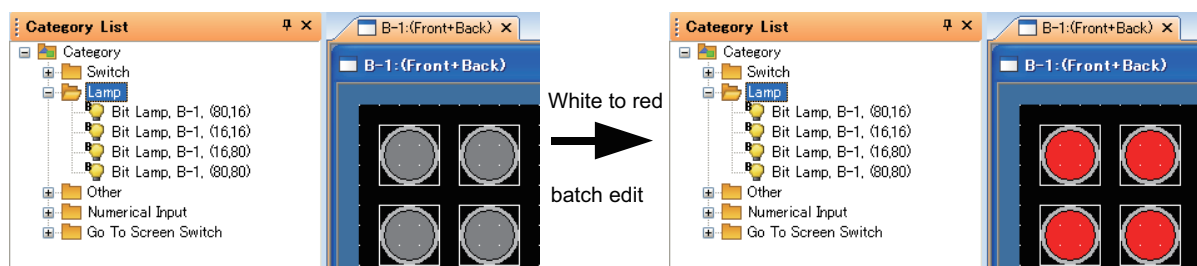 Category List
Category
Switch
Lamp
Bit Lamp, B-1, (80,16)
Bit Lamp, B-1, (16,16)
Bit Lamp, B-1, (16,80)
Bit Lamp, B-1, (80,80)
Other
Numerical Input
Go To Screen Switch
B-1:(Front+Back)
B-1:(Front+Back)
White to red
batch edit
Category List
Category
Switch
Lamp
Bit Lamp, B-1, (80,16)
Bit Lamp, B-1, (16,16)
Bit Lamp, B-1, (16,80)
Bit Lamp, B-1, (80,80)
Other
Numerical Input
Go To Screen Switch
B-1:(Front+Back)
B-1:(Front+Back)